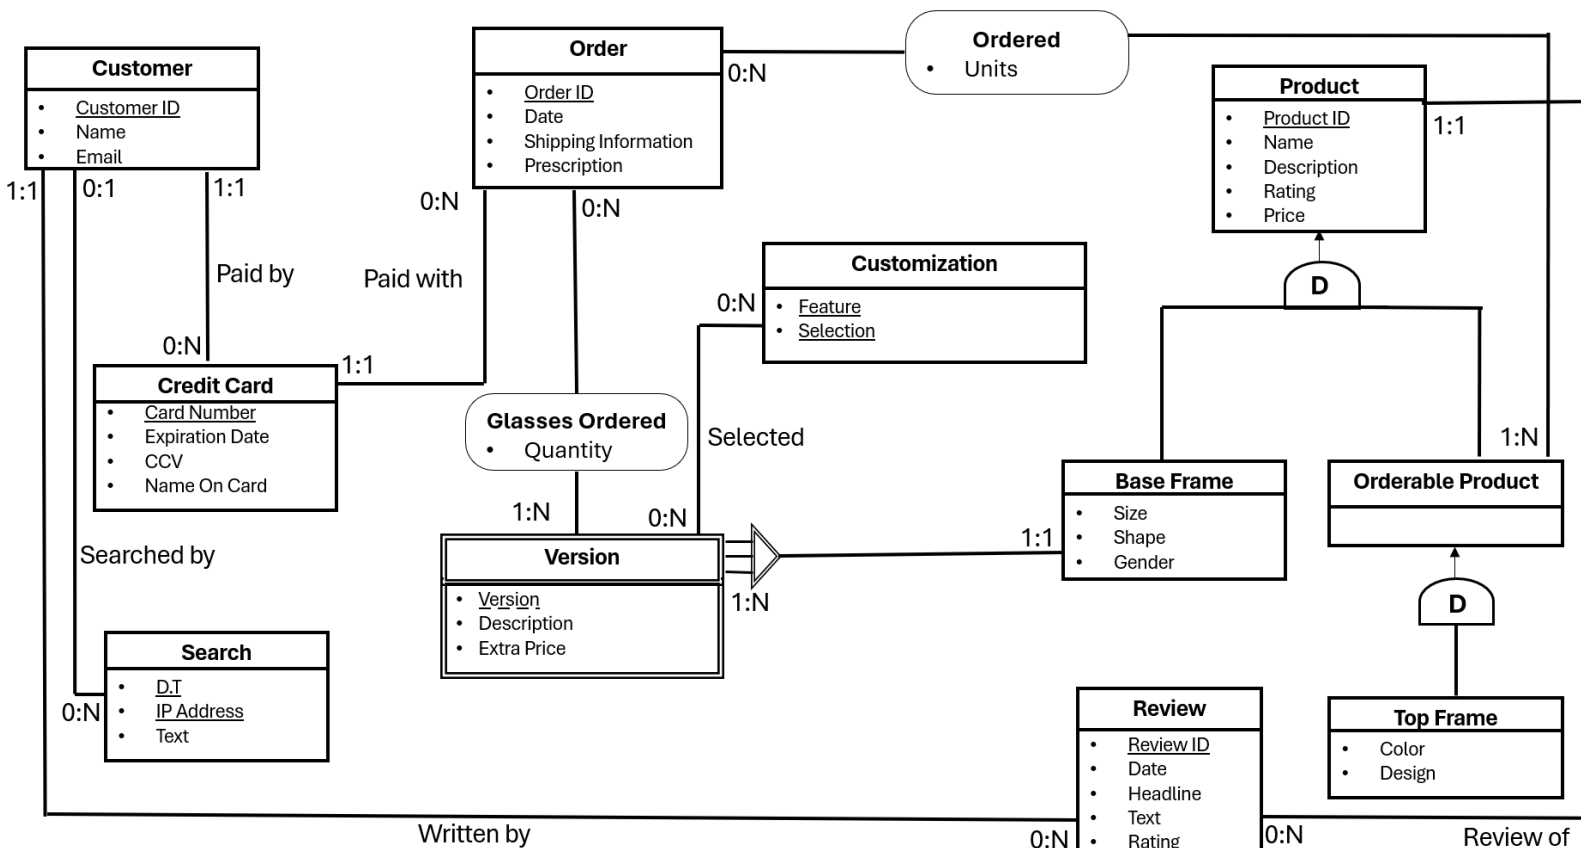 Customer
• Customer ID
• Name
• Email
1:1
0:1
1:1
Paid by
0:N
Order
• Order ID
• Date
• Shipping Information
• Prescription
0:N
0:N
0:N
Paid with
Ordered
• Units
Product
• Product ID
• Name
• Description
• Rating
• Price
1:1
D
Customization
• Feature
• Selection
0:N
Credit Card
• Card Number
• Expiration Date
• CCV
• Name On Card
1:1
Glasses Ordered
• Quantity
Selected
1:N
0:N
Version
• Version
• Description
• Extra Price
1:N
1:1
Base Frame
• Size
• Shape
• Gender
1:N
Orderable Product
D
Top Frame
• Color
• Design
Searched by
Search
• D.T
• IP Address
• Text
0:N
Review
• Review ID
• Date
• Headline
• Text
• Rating
Written by
0:N
0:N
Review of